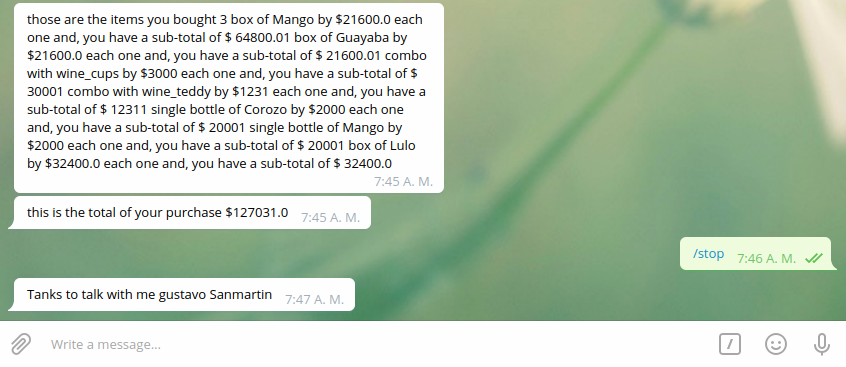 those are the items you bought 3 box of Mango by $21600.0 each
one and, you have a sub-total of $ 64800.01 box of Guayaba by
$21600.0 each one and, you have a sub-total of $ 21600.01 combo
with wine_cups by $3000 each one and, you have a sub-total of $
30001 combo with wine_teddy by $1231 each one and, you have a
sub-total of $ 12311 single bottle of Corozo by $2000 each one
and, you have a sub-total of $ 20001 single bottle of Mango by
$2000 each one and, you have a sub-total of $ 20001 box of Lulo
by $32400.0 each one and, you have a sub-total of $ 32400.0
7:45 A. M.
this is the total of your purchase $127031.0 7:45 A. M.
/stop 7:46 A. M.
Tanks to talk with me gustavo Sanmartin 7:47 A. M.
Write a message...